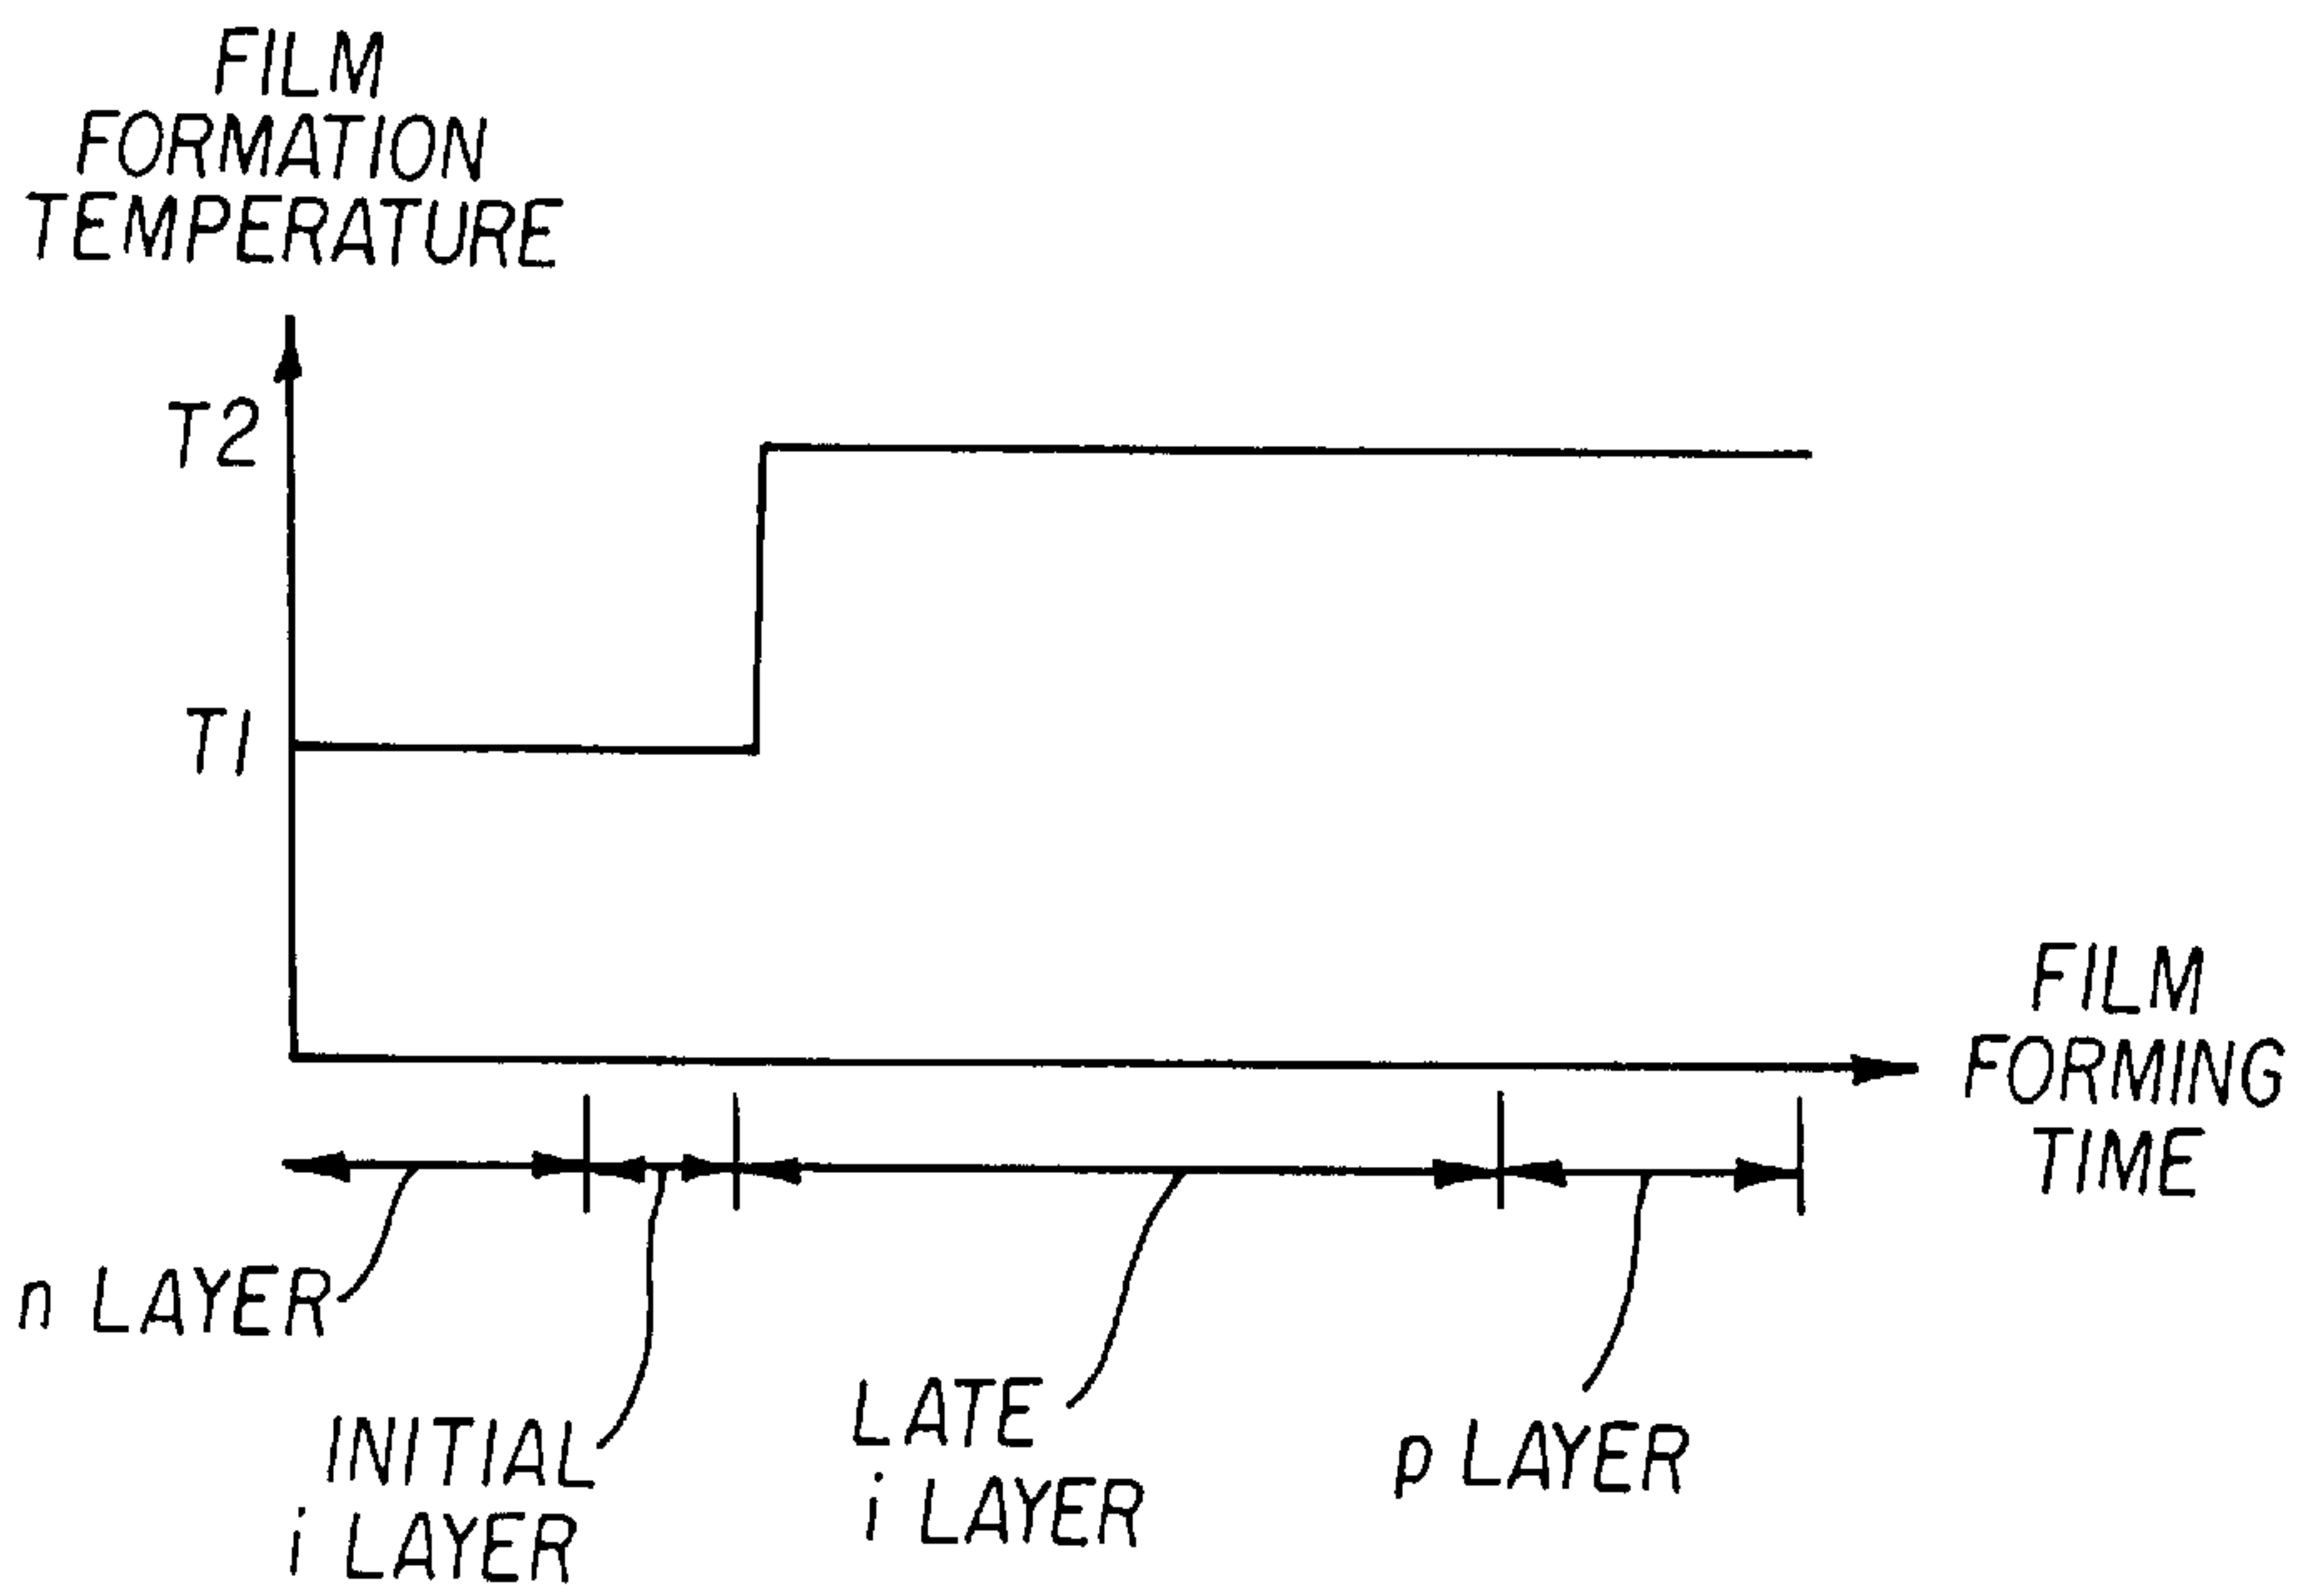 FILM
FORMATION
TEMPERATURE
T2
T1
FILM
FORMING
TIME
n LAYER
INITIAL
i LAYER
LATE
i LAYER
p LAYER